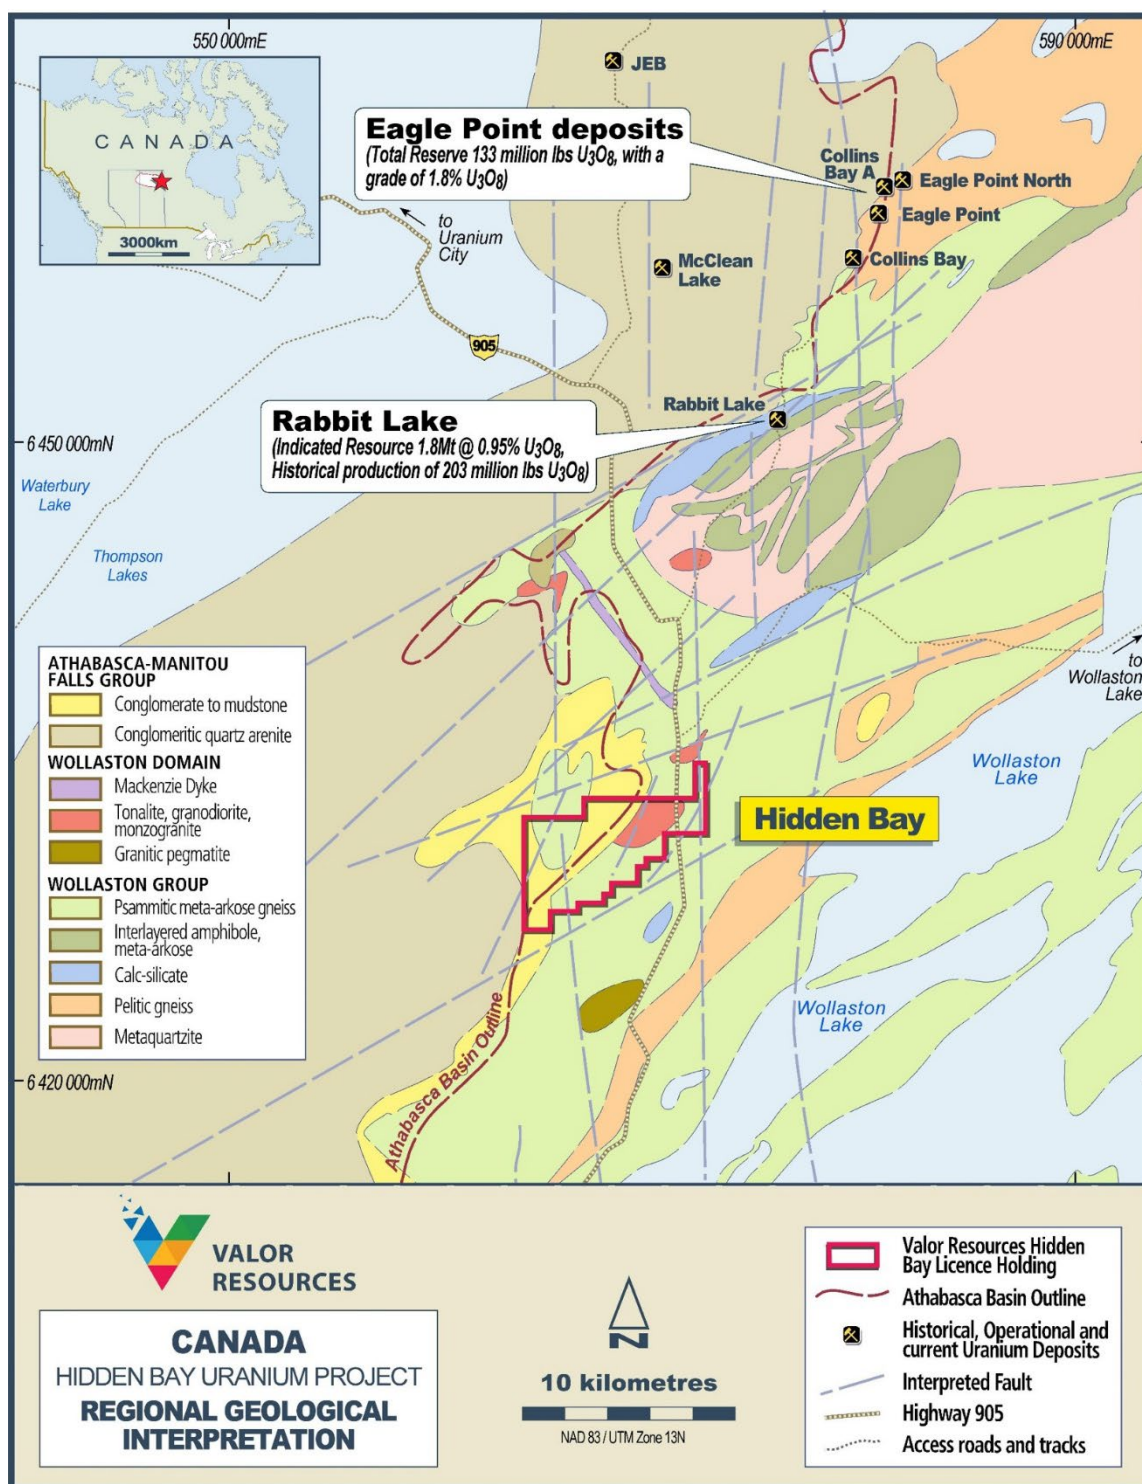 550 000mE
590 000mE
CANADA
3000km
JEB
Eagle Point deposits
(Total Reserve 133 million lbs U3O8, with a
grade of 1.8% U3O8)
Collins
Bay A
Eagle Point North
Eagle Point
Collins Bay
to
Uranium
City
McClean
Lake
905
Rabbit Lake
Rabbit Lake
(Indicated Resource 1.8Mt @ 0.95% U3O8,
Historical production of 203 million lbs U3O8)
6 450 000mN
Waterbury
Lake
Thompson
Lakes
to
Wollaston
Lake
Wollaston
Lake
Hidden Bay
Wollaston
Lake
Athabasca Basin Outline
6 420 000mN
ATHABASCA-MANITOU
FALLS GROUP
Conglomerate to mudstone
Conglomeritic quartz arenite
WOLLASTON DOMAIN
Mackenzie Dyke
Tonalite, granodiorite,
monzogranite
Granitic pegmatite
WOLLASTON GROUP
Psammitic meta-arkose gneiss
Interlayered amphibole,
meta-arkose
Calc-silicate
Pelitic gneiss
Metaquartzite
VALOR
RESOURCES
CANADA
HIDDEN BAY URANIUM PROJECT
REGIONAL GEOLOGICAL
INTERPRETATION
N
10 kilometres
NAD 83 / UTM Zone 13N
Valor Resources Hidden
Bay Licence Holding
Athabasca Basin Outline
Historical, Operational and
current Uranium Deposits
Interpreted Fault
Highway 905
Access roads and tracks